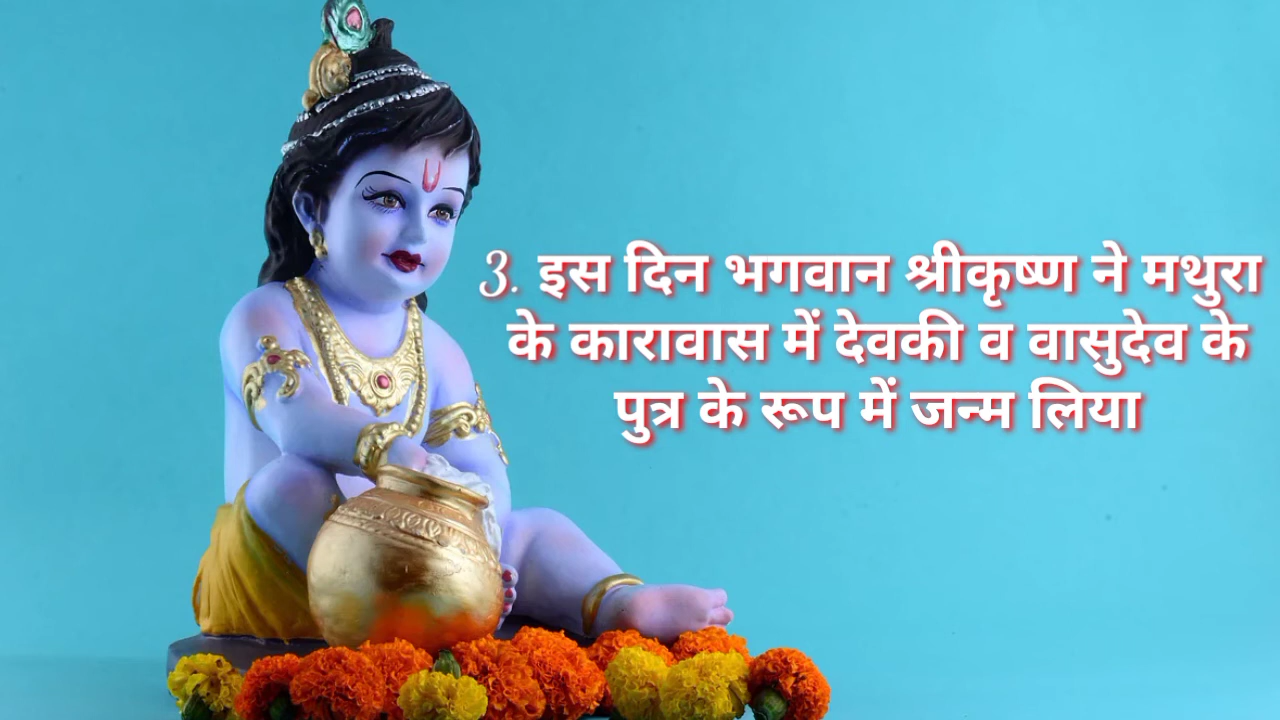 3. इस दिन भगवान श्रीकृष्ण ने मथुरा
के कारावास में देवकी व वासुदेव के
पुत्र के रूप में जन्म लिया